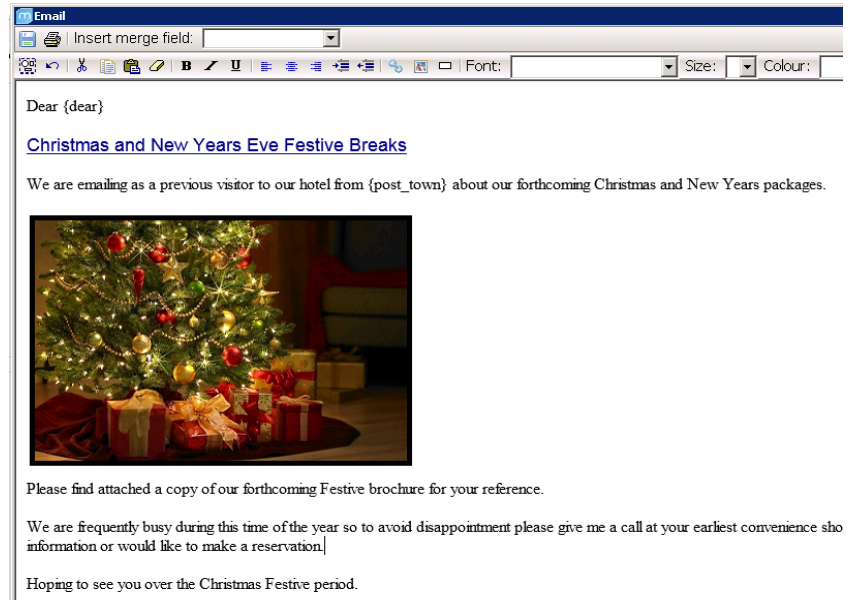 Email
Insert merge field:
B I U Font: Size: Colour:
Dear {dear}
Christmas and New Years Eve Festive Breaks
We are emailing as a previous visitor to our hotel from {post_town} about our forthcoming Christmas and New Years packages.
Please find attached a copy of our forthcoming Festive brochure for your reference.
We are frequently busy during this time of the year so to avoid disappointment please give me a call at your earliest convenience sho
information or would like to make a reservation.
Hoping to see you over the Christmas Festive period.